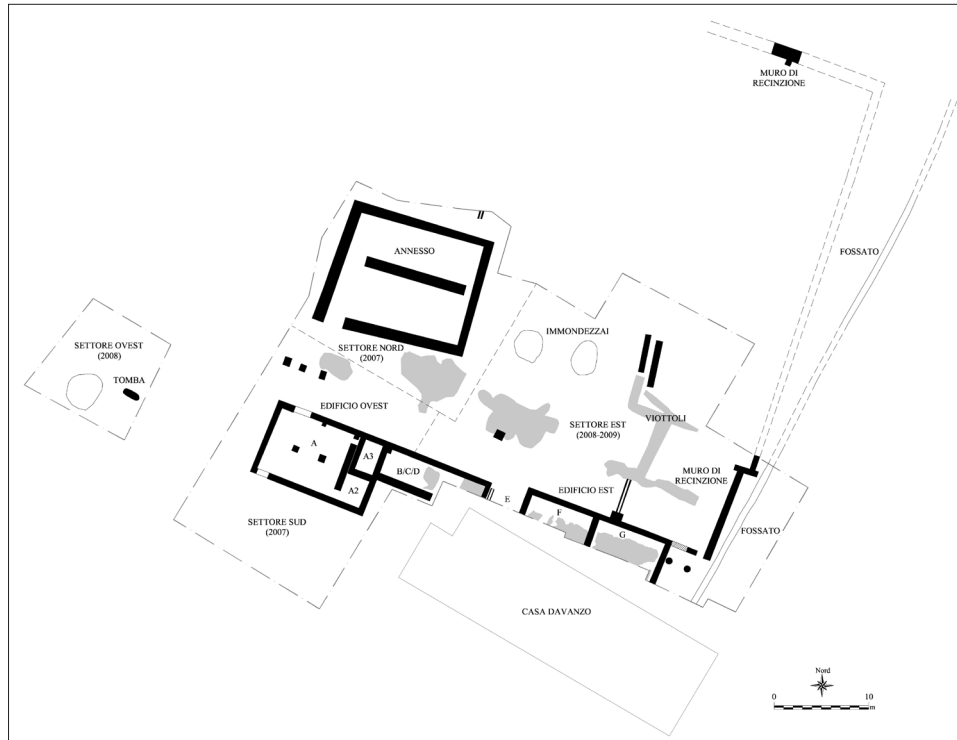 MURO DI
RECINZIONE
ANNESSO
FOSSATO
IMMONDEZZAI
SETTORE OVEST
(2008)
SETTORE NORD
(2007)
TOMBA
EDIFICIO OVEST
VIOTTOLI
SETTORE EST
(2008-2009)
A
A3
B/C/D
A2
MURO DI
RECINZIONE
EDIFICIO EST
E
F
G
SETTORE SUD
(2007)
FOSSATO
CASA DAVANZO
Nord
0 10
m